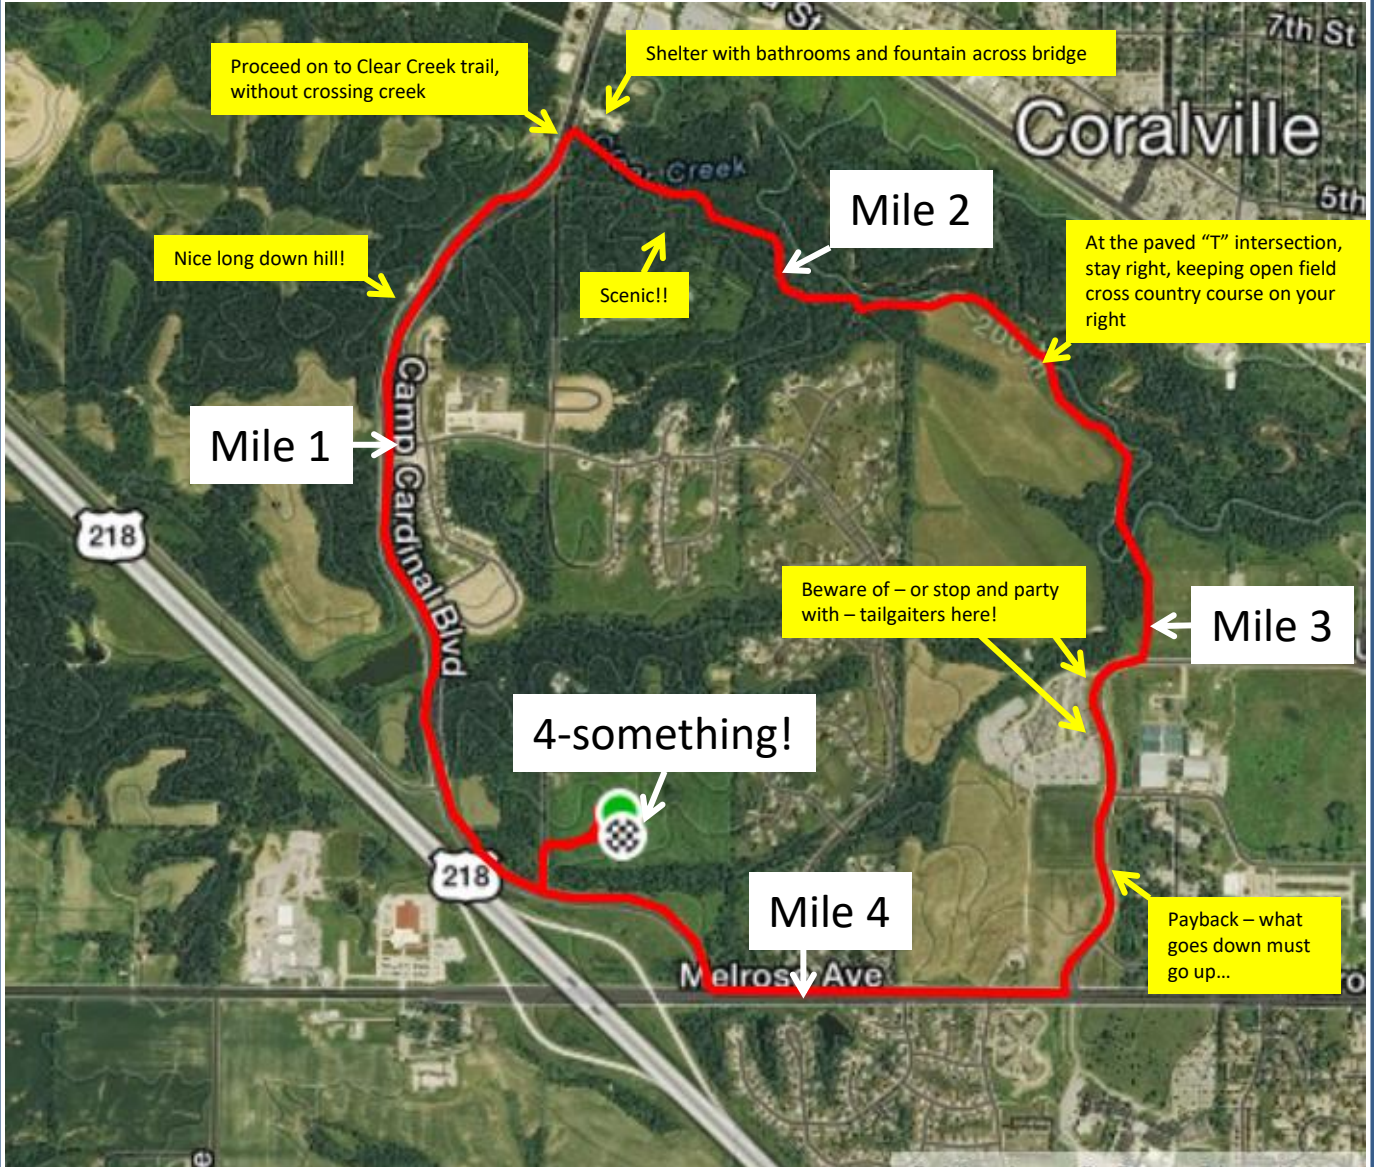 d St
7th St
Shelter with bathrooms and fountain across bridge
Proceed on to Clear Creek trail,
without crossing creek
Coralville
Creek
5th
Mile 2
At the paved “T” intersection,
stay right, keeping open field
cross country course on your
right
Nice long down hill!
Scenic!!
Camp Cardinal Blvd
Mile 1
218
Beware of – or stop and party
with – tailgaiters here!
Mile 3
4-something!
218
Mile 4
Payback – what
goes down must
go up…
Melrose Ave